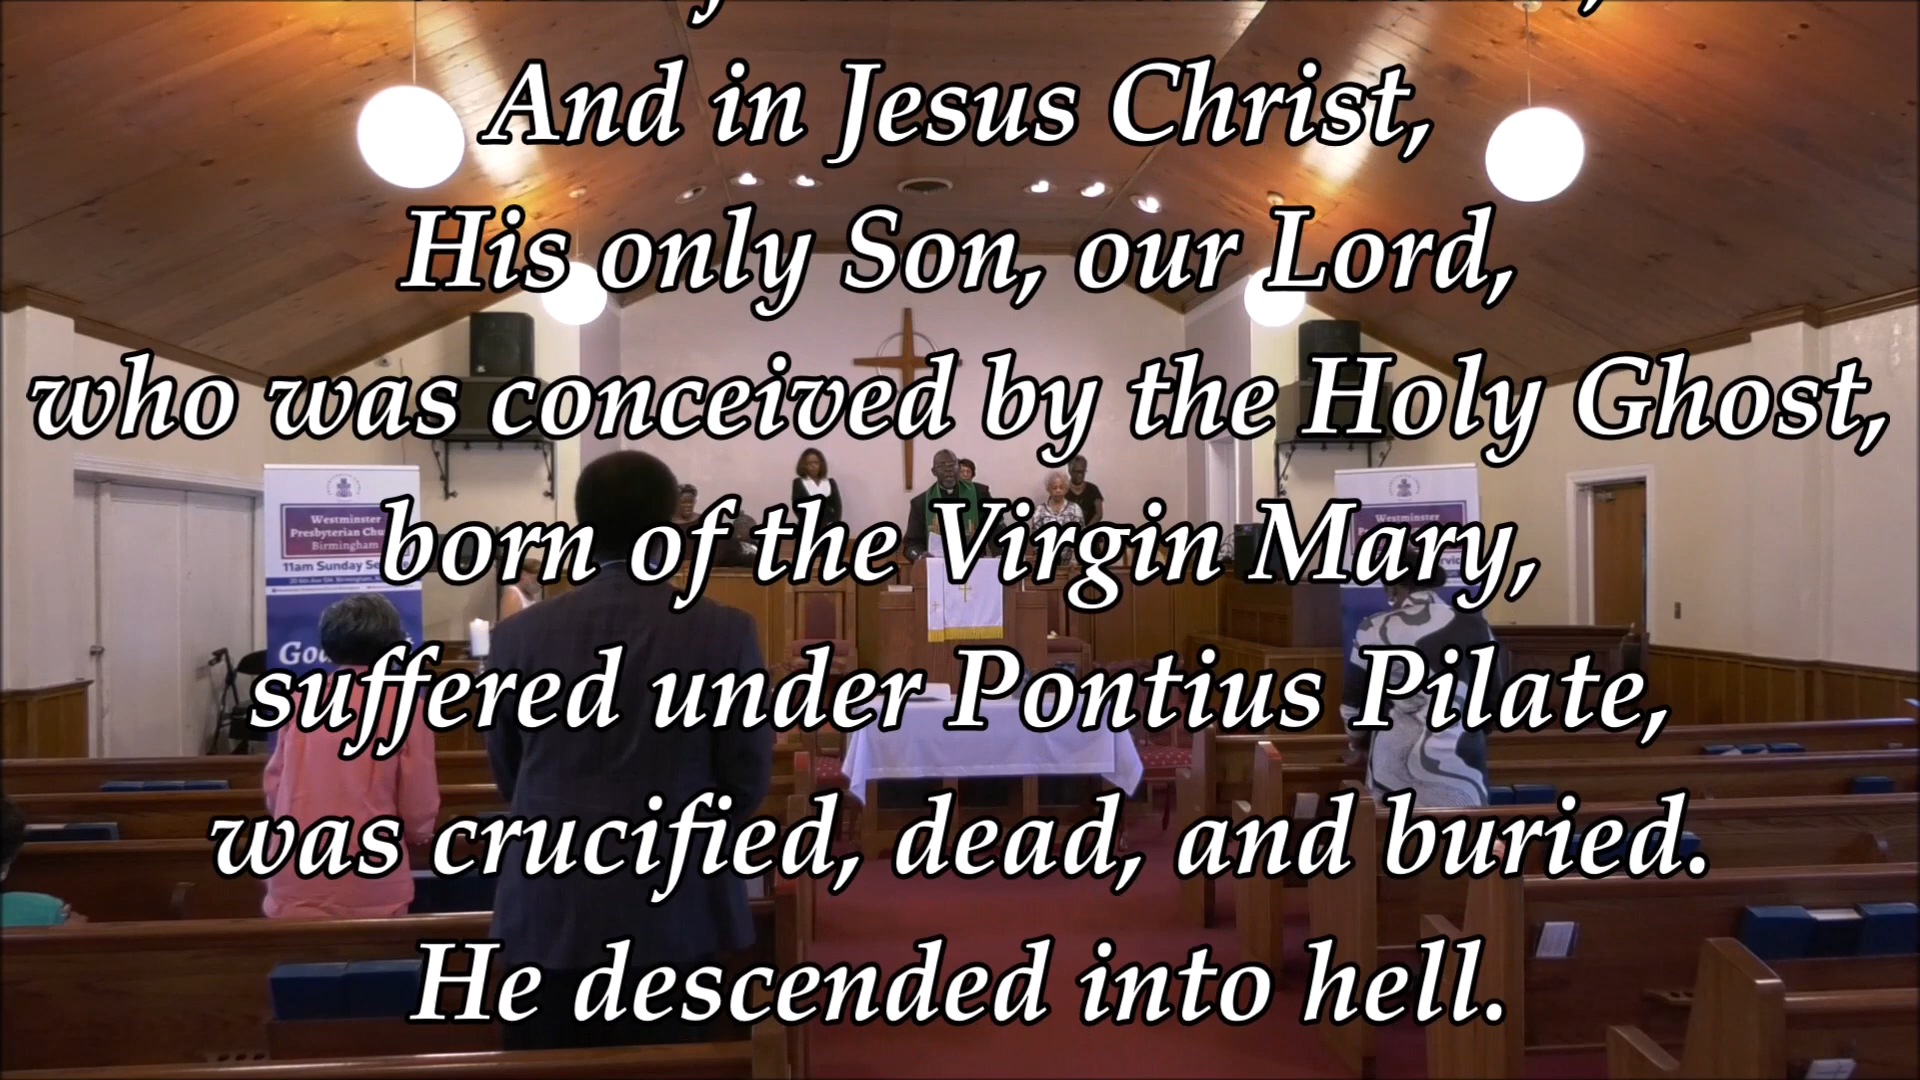 And in Jesus Christ,
His only Son, our Lord,
who was conceived by the Holy Ghost,
born of the Virgin Mary,
suffered under Pontius Pilate,
was crucified, dead, and buried.
He descended into hell.
Westminster
Presbyterian
Birmingham
11am Sunday
Westminster